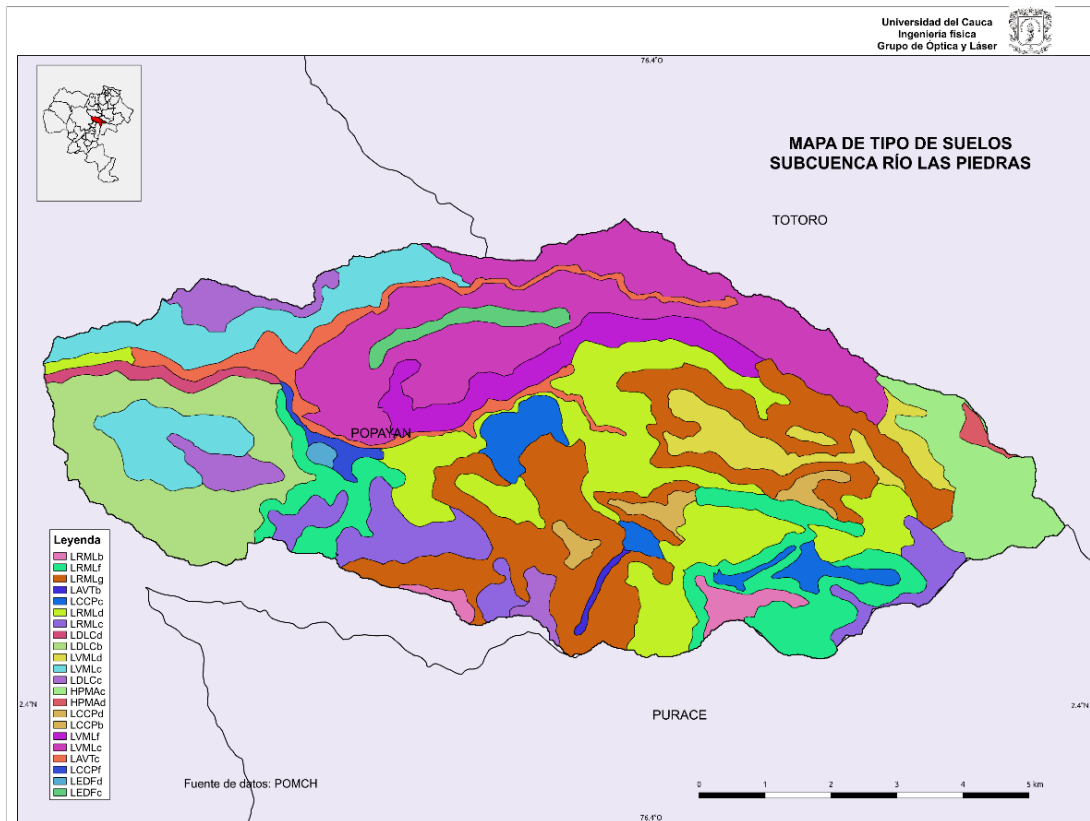 Universidad del Cauca
Ingeniería física
Grupo de Óptica y Láser
76.4°O
MAPA DE TIPO DE SUELOS
SUBCUENCA RÍO LAS PIEDRAS
TOTORO
POPAYAN
Leyenda
LRMLb
LRMLf
LRMLg
LAVTb
LCCPc
LRMLd
LRMLc
LDLCd
LDLCb
LVMLd
LVMLc
LDLCc
HPMAc
HPMAd
LCCPd
LCCPb
LVMLf
LVMLc
LAVTc
LCCPf
LEDFd
LEDFc
2.4°N
2.4°N
PURACE
Fuente de datos: POMCH
0 1 2 3 4 5 km
76.4°O